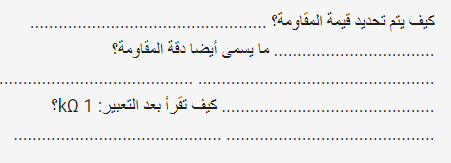 كيف يتم تحديد قيمة المقاومة؟ ..........................................
................................. ما يسمى أيضا دقة المقاومة؟
......................................... ..................................
..................................... كيف تقرأ بعد التعبير: 1 kΩ؟
......................................... ....................................